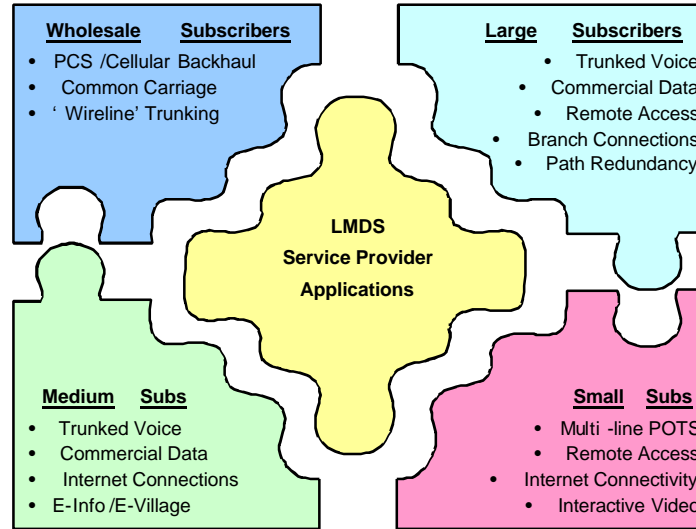 Wholesale Subscribers
• PCS /Cellular Backhaul
• Common Carriage
• ‘ Wireline’ Trunking
Large Subscribers
• Trunked Voice
• Commercial Data
• Remote Access
• Branch Connections
• Path Redundancy
LMDS
Service Provider
Applications
Medium Subs
• Trunked Voice
• Commercial Data
• Internet Connections
• E-Info /E-Village
Small Subs
• Multi -line POTS
• Remote Access
• Internet Connectivity
• Interactive Video